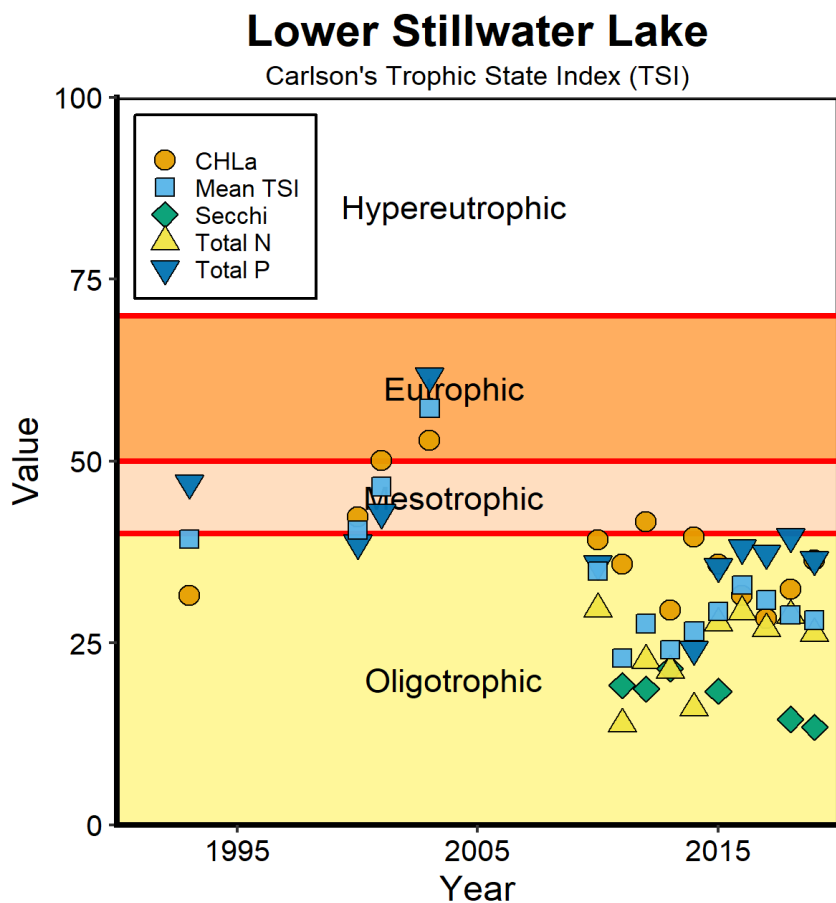 Lower Stillwater Lake
Carlson's Trophic State Index (TSI)
100
CHLa
Mean TSI
Secchi
Total N
Total P
Hypereutrophic
75
Eutrophic
50
Mesotrophic
25
Oligotrophic
0
Value
1995
2005
2015
Year